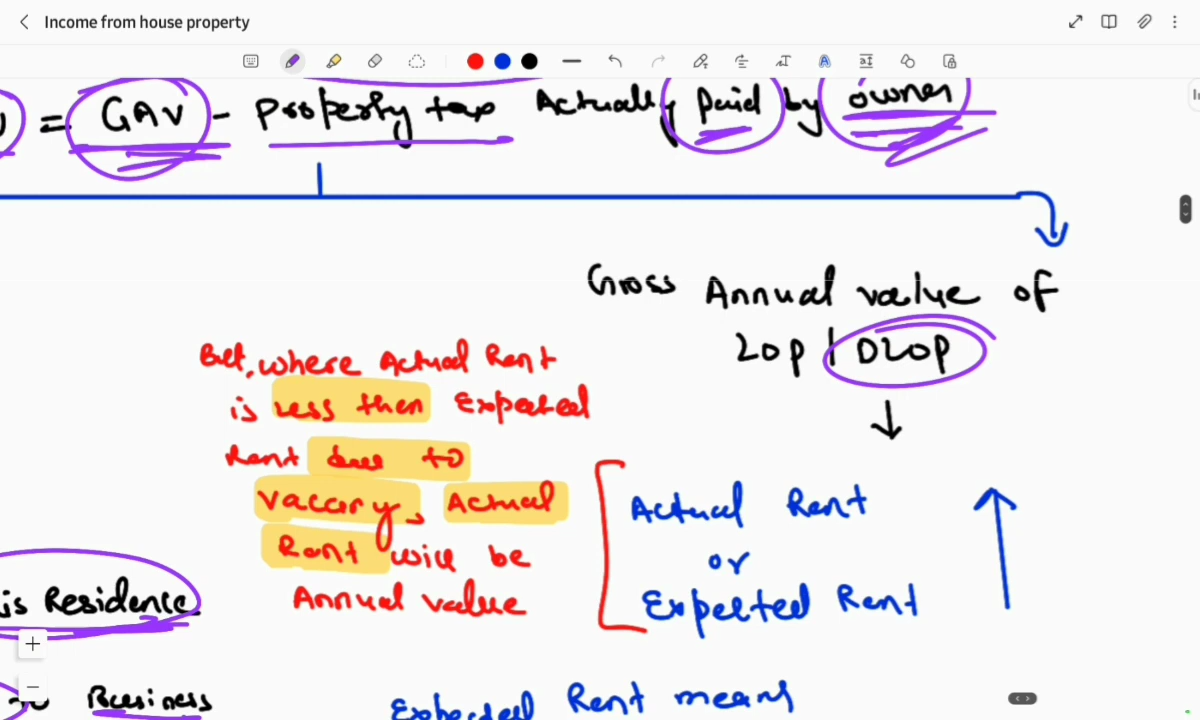 Income from house property
= GAV - Property tax Actually paid by owner
Gross Annual value of
LOP | DLOP
But, where Actual Rent
is less then Expected
Rent due to
vacany, Actual
Rent will be
Annual value
Actual Rent
or
Expected Rent
is Residence
to Business
Expected Rent means